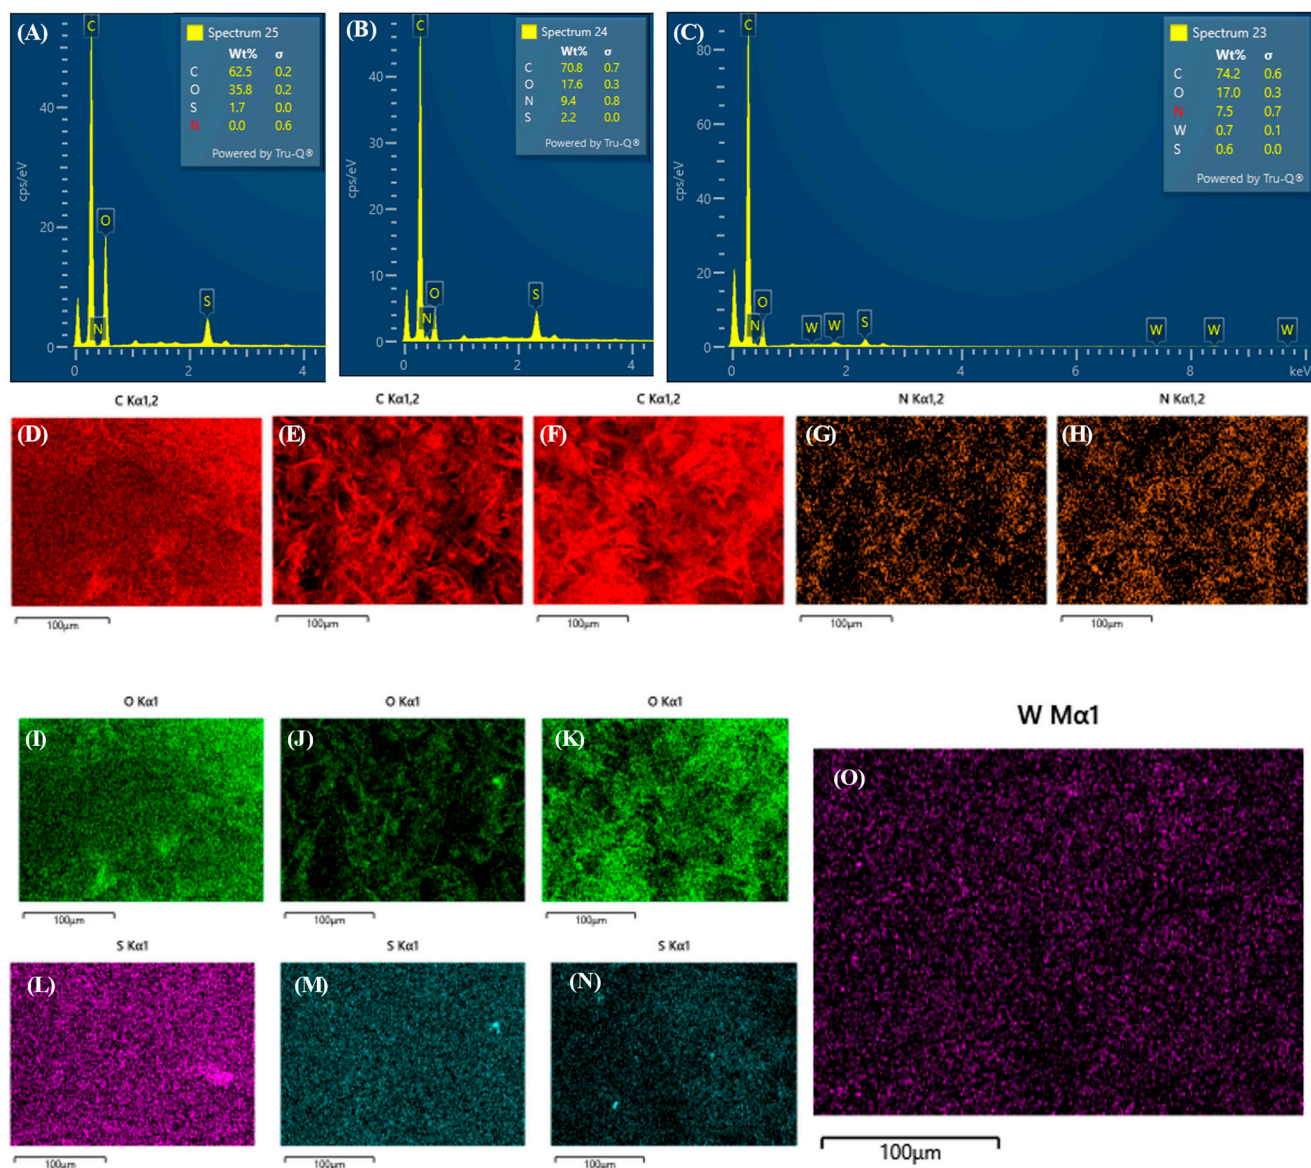 (A)
Spectrum 25
Wt% σ
C 62.5 0.2
O 35.8 0.2
S 1.7 0.0
N 0.0 0.6
Powered by Tru-Q®
cps/eV
40
20
0
C
O
N
S
0 2 4
(B)
Spectrum 24
Wt% σ
C 70.8 0.7
O 17.6 0.3
N 9.4 0.8
S 2.2 0.0
Powered by Tru-Q®
cps/eV
40
30
20
10
0
C
O
N
S
0 2 4
(C)
Spectrum 23
Wt% σ
C 74.2 0.6
O 17.0 0.3
N 7.5 0.7
W 0.7 0.1
S 0.6 0.0
Powered by Tru-Q®
cps/eV
80
60
40
20
0
C
O
N
W W S W W W
0 2 4 6 8 keV
C Kα1,2 C Kα1,2 C Kα1,2 N Kα1,2 N Kα1,2
(D) (E) (F) (G) (H)
100μm 100μm 100μm 100μm 100μm
O Kα1 O Kα1 O Kα1
(I) (J) (K)
100μm 100μm 100μm
S Kα1 S Kα1 S Kα1
(L) (M) (N)
100μm 100μm 100μm
W Mα1
(O)
100μm